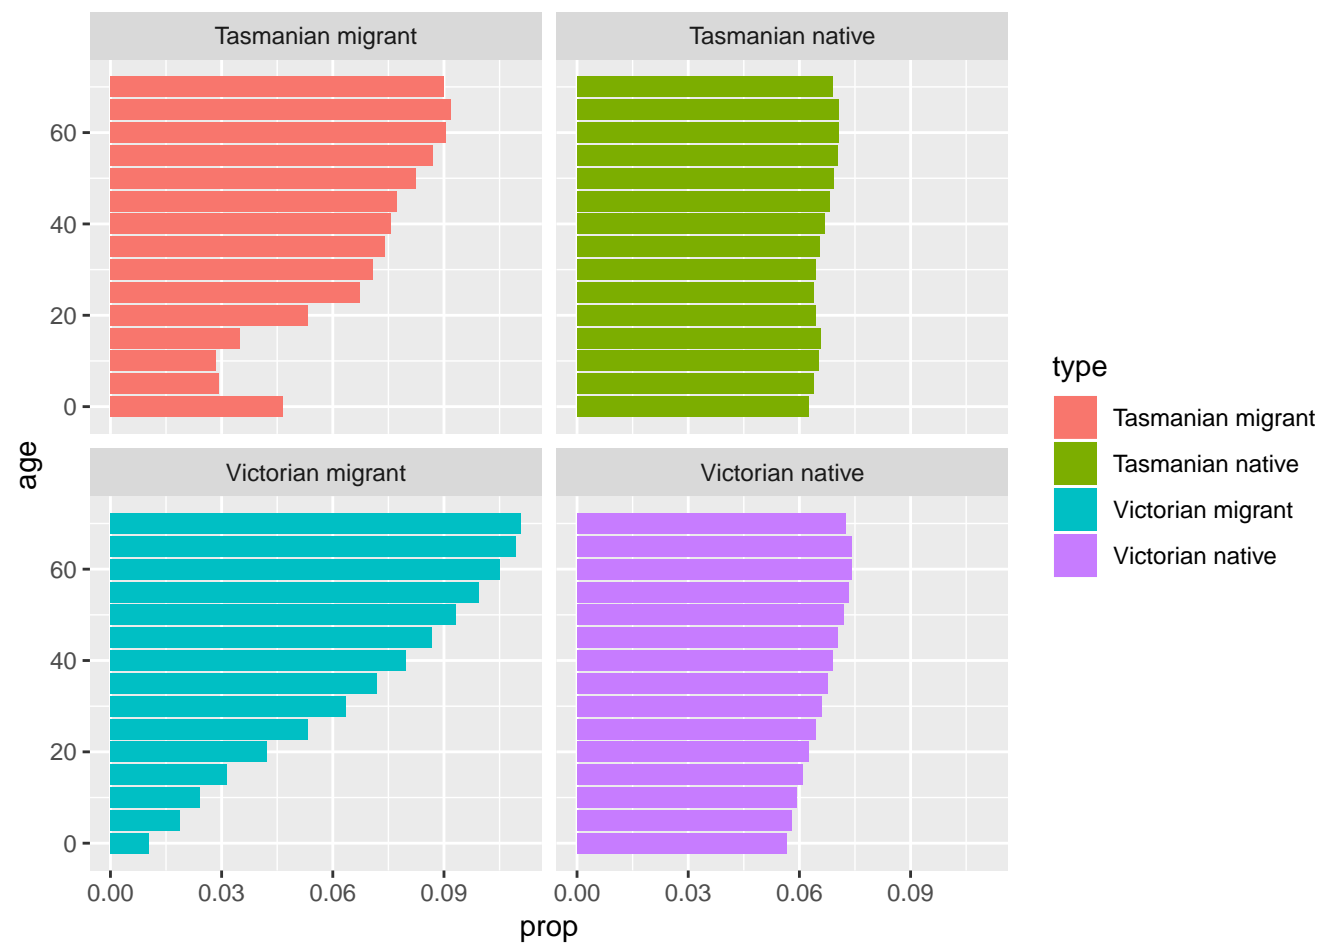 Tasmanian migrant
Tasmanian native
60
40
20
0
Victorian migrant
Victorian native
60
40
20
0
0.00 0.03 0.06 0.09
0.00 0.03 0.06 0.09
prop
age
type
Tasmanian migrant
Tasmanian native
Victorian migrant
Victorian native